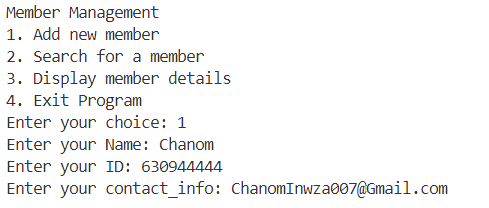 Member Management
1. Add new member
2. Search for a member
3. Display member details
4. Exit Program
Enter your choice: 1
Enter your Name: Chanom
Enter your ID: 630944444
Enter your contact_info: ChanomInwza007@Gmail.com